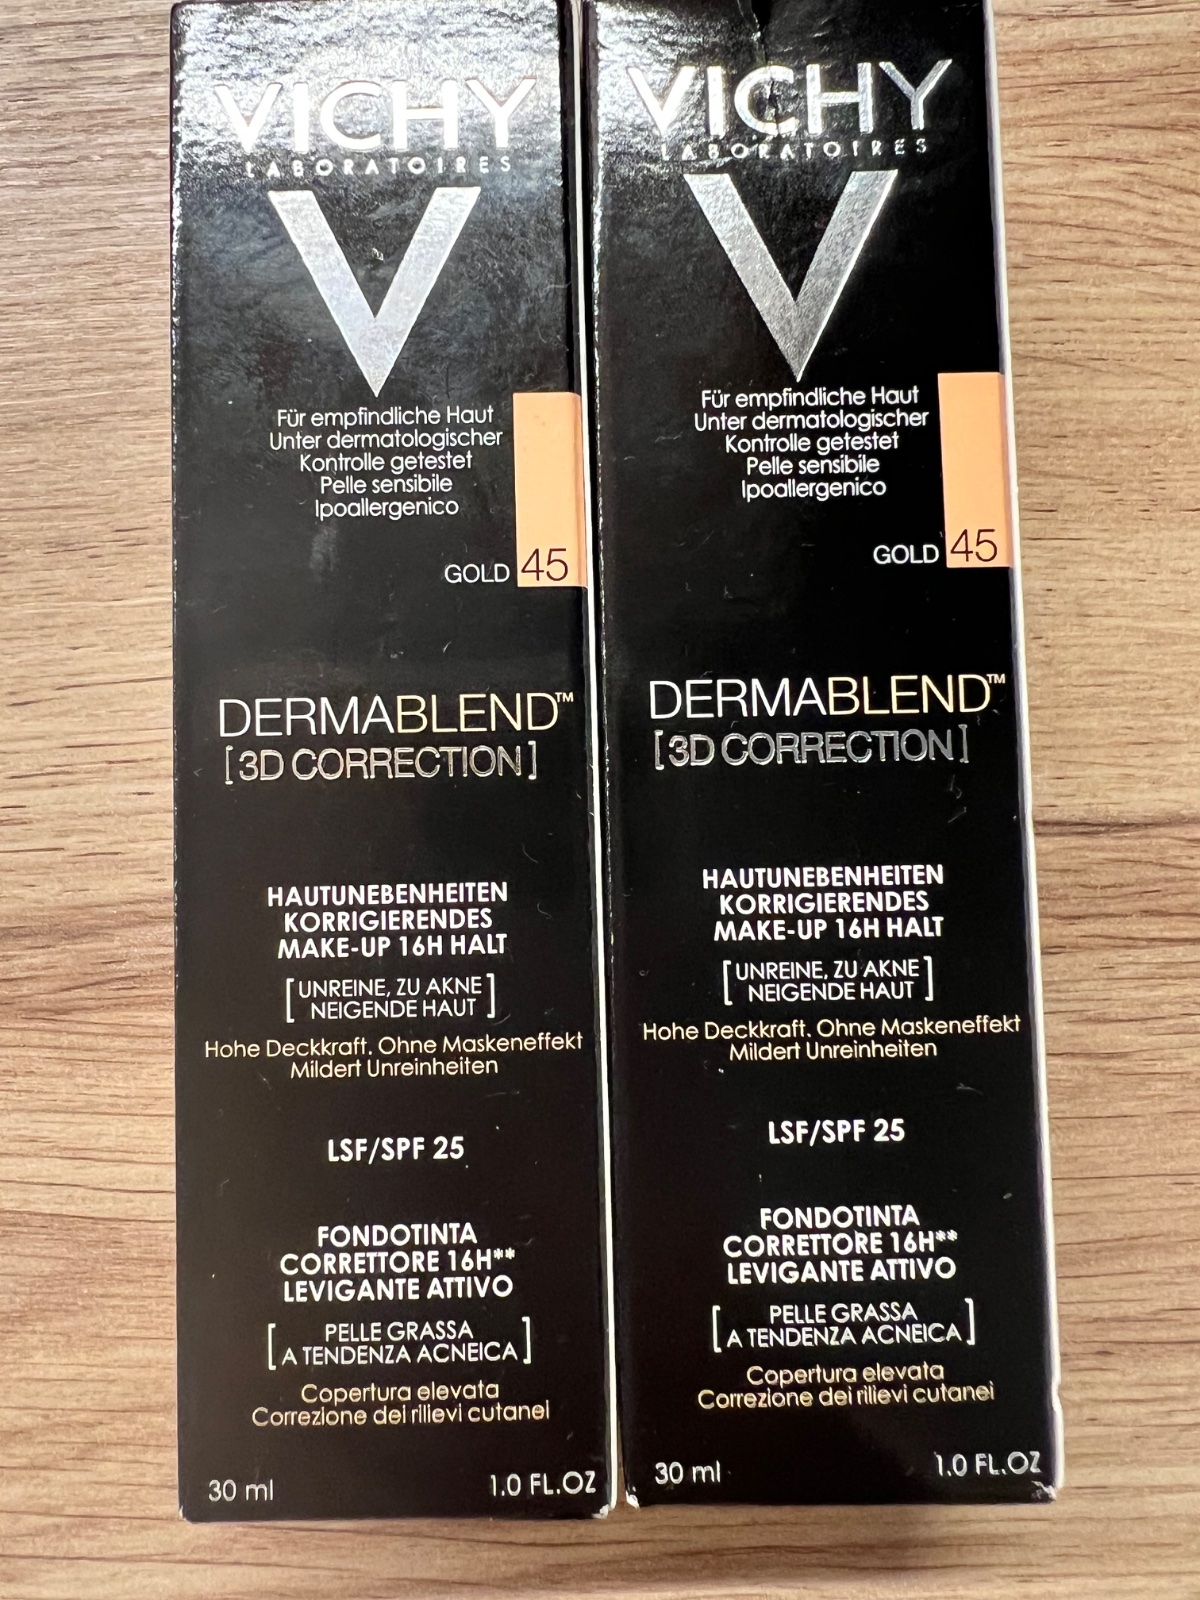 VICHY
LABORATOIRES
V
Für empfindliche Haut
Unter dermatologischer
Kontrolle getestet
Pelle sensibile
Ipoallergenico
GOLD 45
DERMABLEND™
[3D CORRECTION]
HAUTUNEBENHEITEN
KORRIGIERENDES
MAKE-UP 16H HALT
[UNREINE, ZU AKNE
NEIGENDE HAUT]
Hohe Deckkraft. Ohne Maskeneffekt
Mildert Unreinheiten
LSF/SPF 25
FONDOTINTA
CORRETTORE 16H**
LEVIGANTE ATTIVO
[PELLE GRASSA
A TENDENZA ACNEICA]
Copertura elevata
Correzione dei rilievi cutanei
30 ml 1.0 FL.OZ
VICHY
LABORATOIRES
V
Für empfindliche Haut
Unter dermatologischer
Kontrolle getestet
Pelle sensibile
Ipoallergenico
GOLD 45
DERMABLEND™
[3D CORRECTION]
HAUTUNEBENHEITEN
KORRIGIERENDES
MAKE-UP 16H HALT
[UNREINE, ZU AKNE
NEIGENDE HAUT]
Hohe Deckkraft. Ohne Maskeneffekt
Mildert Unreinheiten
LSF/SPF 25
FONDOTINTA
CORRETTORE 16H**
LEVIGANTE ATTIVO
[PELLE GRASSA
A TENDENZA ACNEICA]
Copertura elevata
Correzione dei rilievi cutanei
30 ml 1.0 FL.OZ